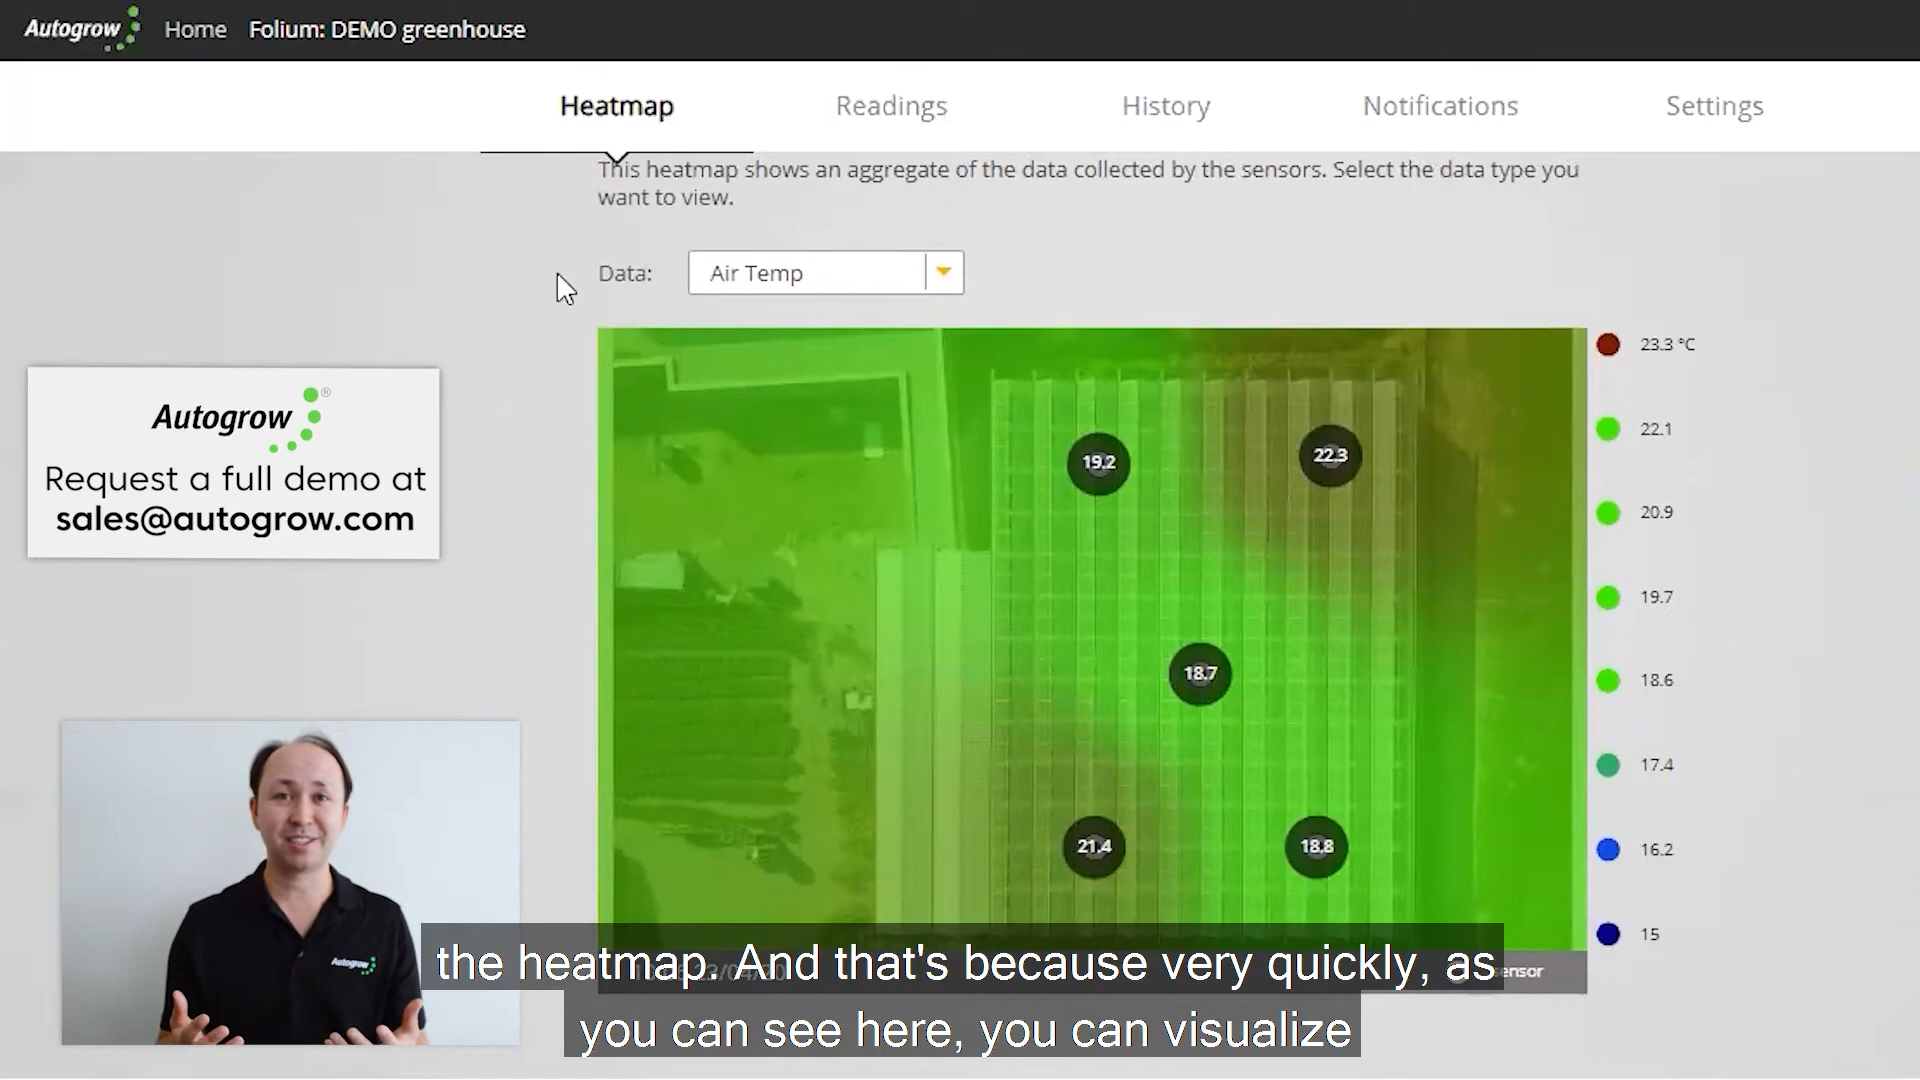 Autogrow Home Folium: DEMO greenhouse
Heatmap Readings History Notifications Settings
This heatmap shows an aggregate of the data collected by the sensors. Select the data type you
want to view.
Data: Air Temp
23.3 °C
22.1
20.9
19.7
18.6
17.4
16.2
15
19.2
22.3
18.7
21.4
18.8
sensor
Autogrow®
Request a full demo at
sales@autogrow.com
Autogrow
the heatmap. And that's because very quickly, as
you can see here, you can visualize